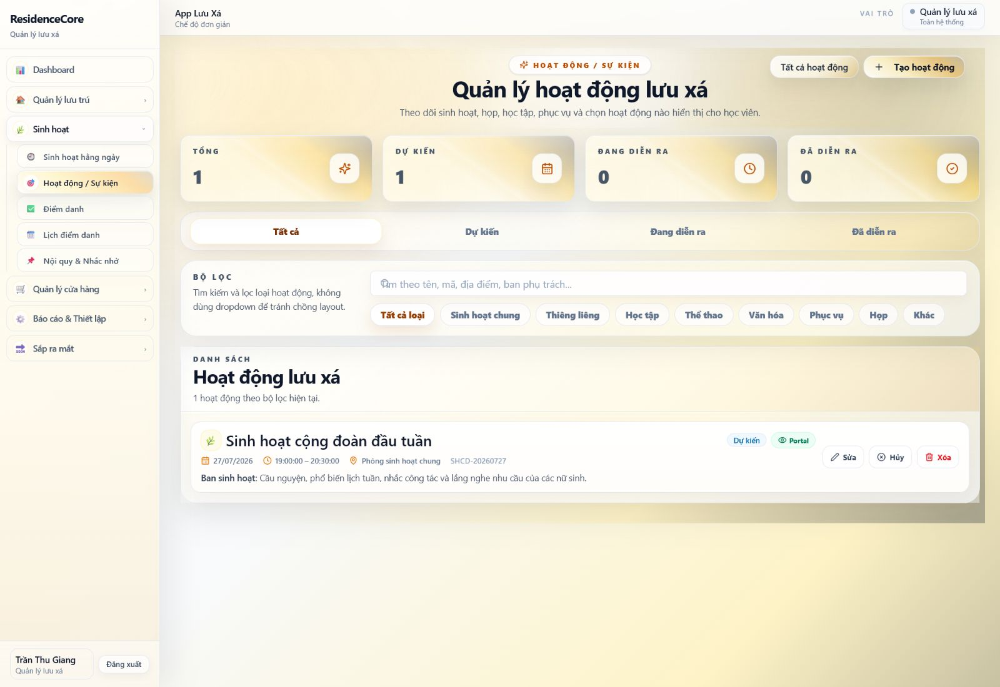 ResidenceCore
Quản lý lưu xá
Dashboard
Quản lý lưu trú
Sinh hoạt
Sinh hoạt hằng ngày
Hoạt động / Sự kiện
Điểm danh
Lịch điểm danh
Nội quy & Nhắc nhở
Quản lý cửa hàng
Báo cáo & Thiết lập
Sắp ra mắt
Trần Thu Giang
Quản lý lưu xá
Đăng xuất
App Lưu Xá
Chế độ đơn giản
VAI TRÒ
Quản lý lưu xá
Toàn hệ thống
HOẠT ĐỘNG / SỰ KIỆN
Tất cả hoạt động
Tạo hoạt động
Quản lý hoạt động lưu xá
Theo dõi sinh hoạt, họp, học tập, phục vụ và chọn hoạt động nào hiển thị cho học viên.
TỔNG
1
DỰ KIẾN
1
ĐANG DIỄN RA
0
ĐÃ DIỄN RA
0
Tất cả
Dự kiến
Đang diễn ra
Đã diễn ra
BỘ LỌC
Tìm kiếm và lọc loại hoạt động, không
dùng dropdown để tránh chồng layout.
Tìm theo tên, mã, địa điểm, ban phụ trách...
Tất cả loại
Sinh hoạt chung
Thiêng liêng
Học tập
Thể thao
Văn hóa
Phục vụ
Họp
Khác
DANH SÁCH
Hoạt động lưu xá
1 hoạt động theo bộ lọc hiện tại.
Sinh hoạt cộng đoàn đầu tuần
Dự kiến
Portal
27/07/2026
19:00:00 – 20:30:00
Phòng sinh hoạt chung
SHCD-20260727
Sửa
Hủy
Xóa
Ban sinh hoạt: Cầu nguyện, phổ biến lịch tuần, nhắc công tác và lắng nghe nhu cầu của các nữ sinh.